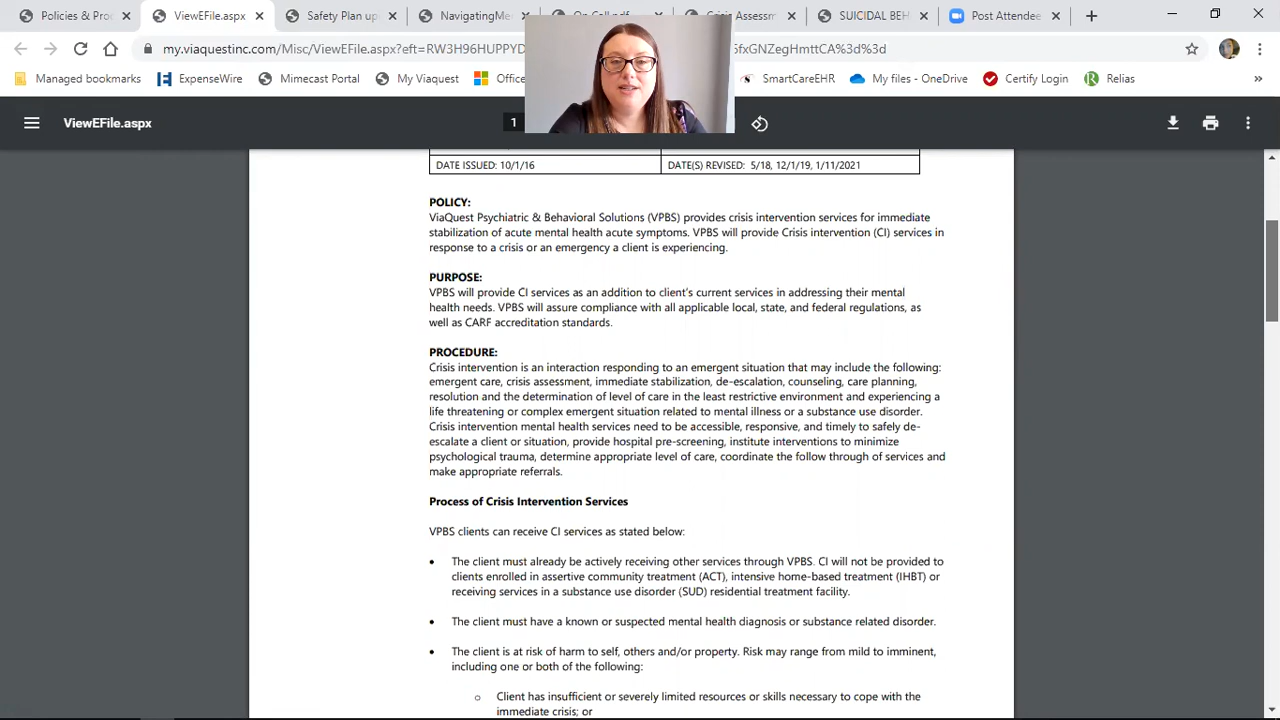 Policies & Pro
ViewEFile.aspx
Safety Plan up
NavigatingMe
On Call.pdf
Crisis Assessm
SUICIDAL BEH
Post Attendee
my.viaquestinc.com/Misc/ViewEFile.aspx?eft=RW3H96HUPPYD
fxGNZegHmttCA%3d%3d
Managed bookmarks
ExpenseWire
Mimecast Portal
My Viaquest
Office
SmartCareEHR
My files - OneDrive
Certify Login
Relias
»
ViewEFile.aspx
1
DATE ISSUED: 10/1/16
DATE(S) REVISED: 5/18, 12/1/19, 1/11/2021
POLICY:
ViaQuest Psychiatric & Behavioral Solutions (VPBS) provides crisis intervention services for immediate
stabilization of acute mental health acute symptoms. VPBS will provide Crisis intervention (CI) services in
response to a crisis or an emergency a client is experiencing.
PURPOSE:
VPBS will provide CI services as an addition to client's current services in addressing their mental
health needs. VPBS will assure compliance with all applicable local, state, and federal regulations, as
well as CARF accreditation standards.
PROCEDURE:
Crisis intervention is an interaction responding to an emergent situation that may include the following:
emergent care, crisis assessment, immediate stabilization, de-escalation, counseling, care planning,
resolution and the determination of level of care in the least restrictive environment and experiencing a
life threatening or complex emergent situation related to mental illness or a substance use disorder.
Crisis intervention mental health services need to be accessible, responsive, and timely to safely de-
escalate a client or situation, provide hospital pre-screening, institute interventions to minimize
psychological trauma, determine appropriate level of care, coordinate the follow through of services and
make appropriate referrals.
Process of Crisis Intervention Services
VPBS clients can receive CI services as stated below:
• The client must already be actively receiving other services through VPBS. CI will not be provided to
clients enrolled in assertive community treatment (ACT), intensive home-based treatment (IHBT) or
receiving services in a substance use disorder (SUD) residential treatment facility.
• The client must have a known or suspected mental health diagnosis or substance related disorder.
• The client is at risk of harm to self, others and/or property. Risk may range from mild to imminent,
including one or both of the following:
o Client has insufficient or severely limited resources or skills necessary to cope with the
immediate crisis; or